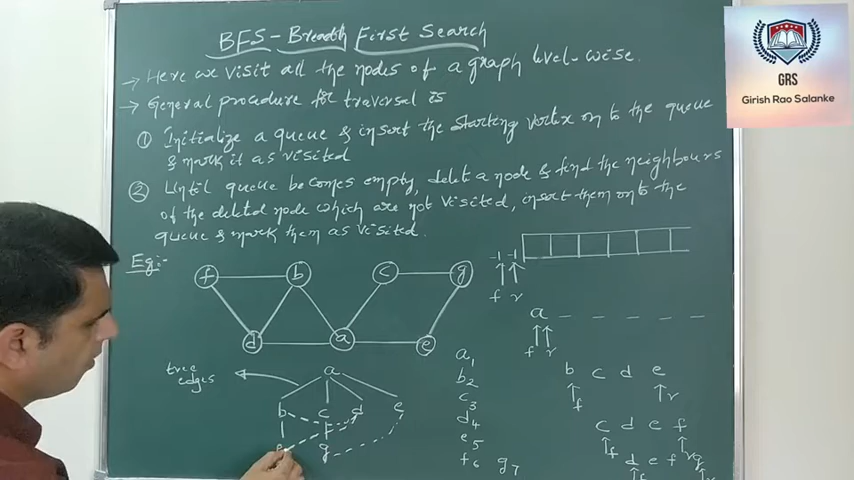 BFS - Breadth First Search
→ Here we visit all the nodes of a graph level-wise.
→ General procedure for traversal is
① Initialize a queue & insert the starting vertex on to the queue
& mark it as visited
② Until queue becomes empty, delete a node & find the neighbours
of the deleted node which are not visited, insert them onto the
queue & mark them as visited.
Eg:-
f b c g
d a e
-1 -1
f r
a
f r
tree
edges
a
b c d e
g
a1
b2
c3
d4
e5
f6 g7
b c d e
f r
c d e f
f r
d e f g
f r
GRS
Girish Rao Salanke